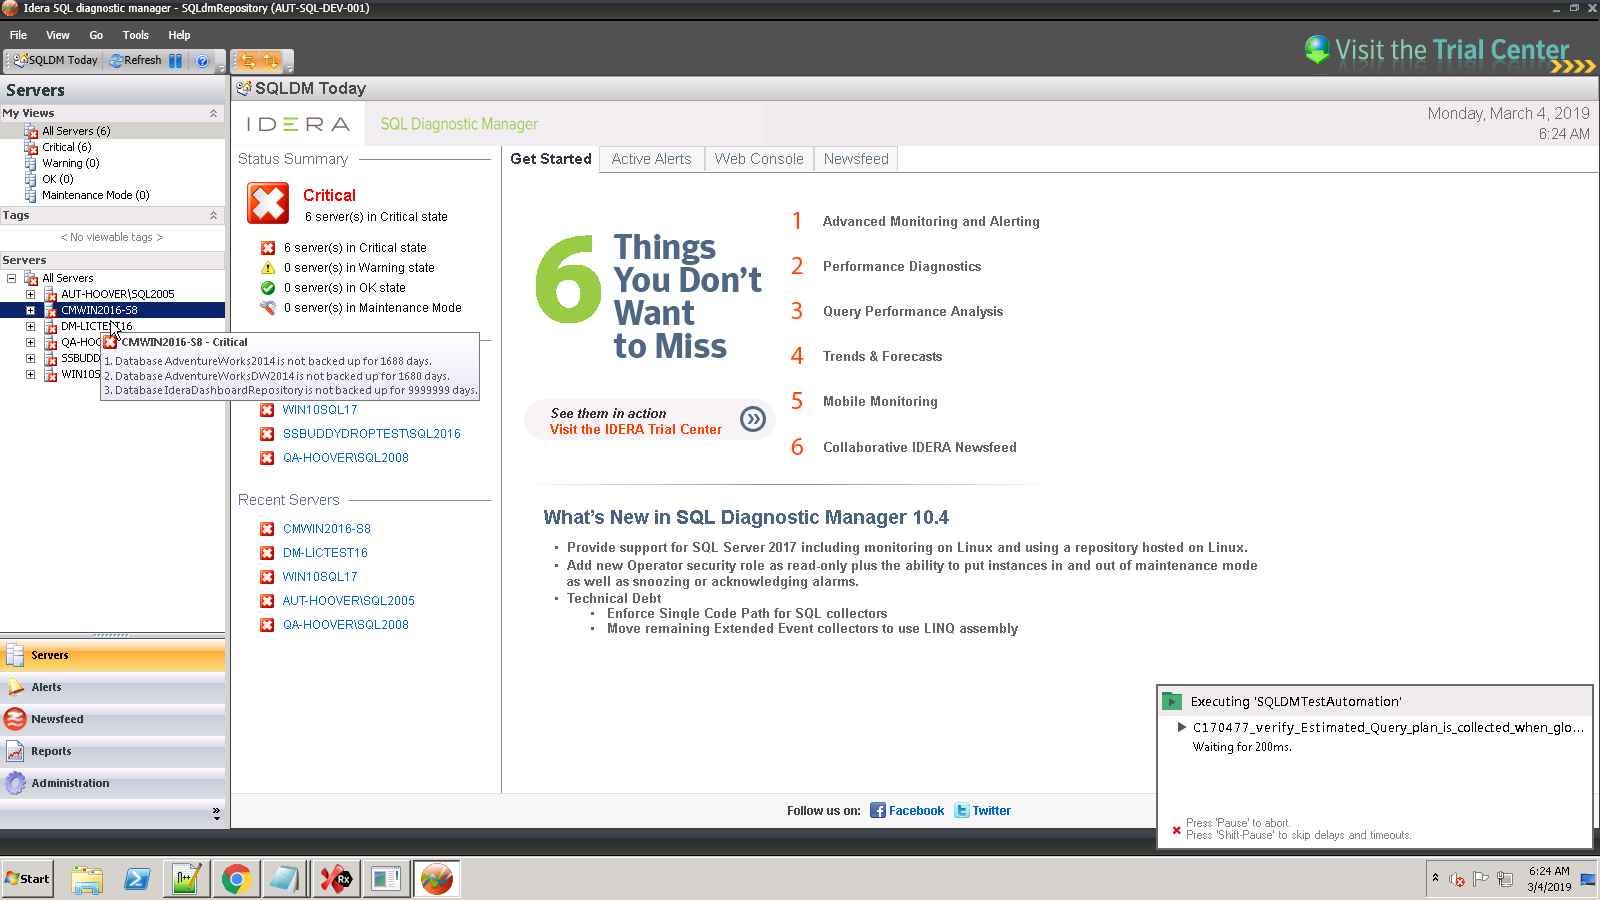 Idera SQL diagnostic manager - SQLdmRepository (AUT-SQL-DEV-001)
File View Go Tools Help
Visit the Trial Center
SQLDM Today Refresh
Servers
My Views
All Servers (6)
Critical (6)
Warning (0)
OK (0)
Maintenance Mode (0)
Tags
< No viewable tags >
Servers
All Servers
AUT-HOOVER\SQL2005
CMWIN2016-S8
CMWIN2016-S8 - Critical
1. Database AdventureWorks2014 is not backed up for 1688 days.
2. Database AdventureWorksDW2014 is not backed up for 1680 days.
3. Database IderaDashboardRepository is not backed up for 9999999 days.
Servers
Alerts
Newsfeed
Reports
Administration
SQLDM Today
IDERA SQL Diagnostic Manager
Monday, March 4, 2019
6:24 AM
Status Summary
Critical
6 server(s) in Critical state
6 server(s) in Critical state
0 server(s) in Warning state
0 server(s) in OK state
0 server(s) in Maintenance Mode
WIN10SQL17
SSBUDDYDROPTEST\SQL2016
QA-HOOVER\SQL2008
Recent Servers
CMWIN2016-S8
DM-LICTEST16
WIN10SQL17
AUT-HOOVER\SQL2005
QA-HOOVER\SQL2008
Get Started Active Alerts Web Console Newsfeed
6 Things
You Don't
Want
to Miss
See them in action
Visit the IDERA Trial Center
1 Advanced Monitoring and Alerting
2 Performance Diagnostics
3 Query Performance Analysis
4 Trends & Forecasts
5 Mobile Monitoring
6 Collaborative IDERA Newsfeed
What's New in SQL Diagnostic Manager 10.4
• Provide support for SQL Server 2017 including monitoring on Linux and using a repository hosted on Linux.
• Add new Operator security role as read-only plus the ability to put instances in and out of maintenance mode
as well as snoozing or acknowledging alarms.
• Technical Debt
• Enforce Single Code Path for SQL collectors
• Move remaining Extended Event collectors to use LINQ assembly
Follow us on: Facebook Twitter
Executing 'SQLDMTestAutomation'
C170477_verify_Estimated_Query_plan_is_collected_when_glo...
Waiting for 200ms.
Press 'Pause' to abort.
Press 'Shift-Pause' to skip delays and timeouts.
Start
6:24 AM
3/4/2019